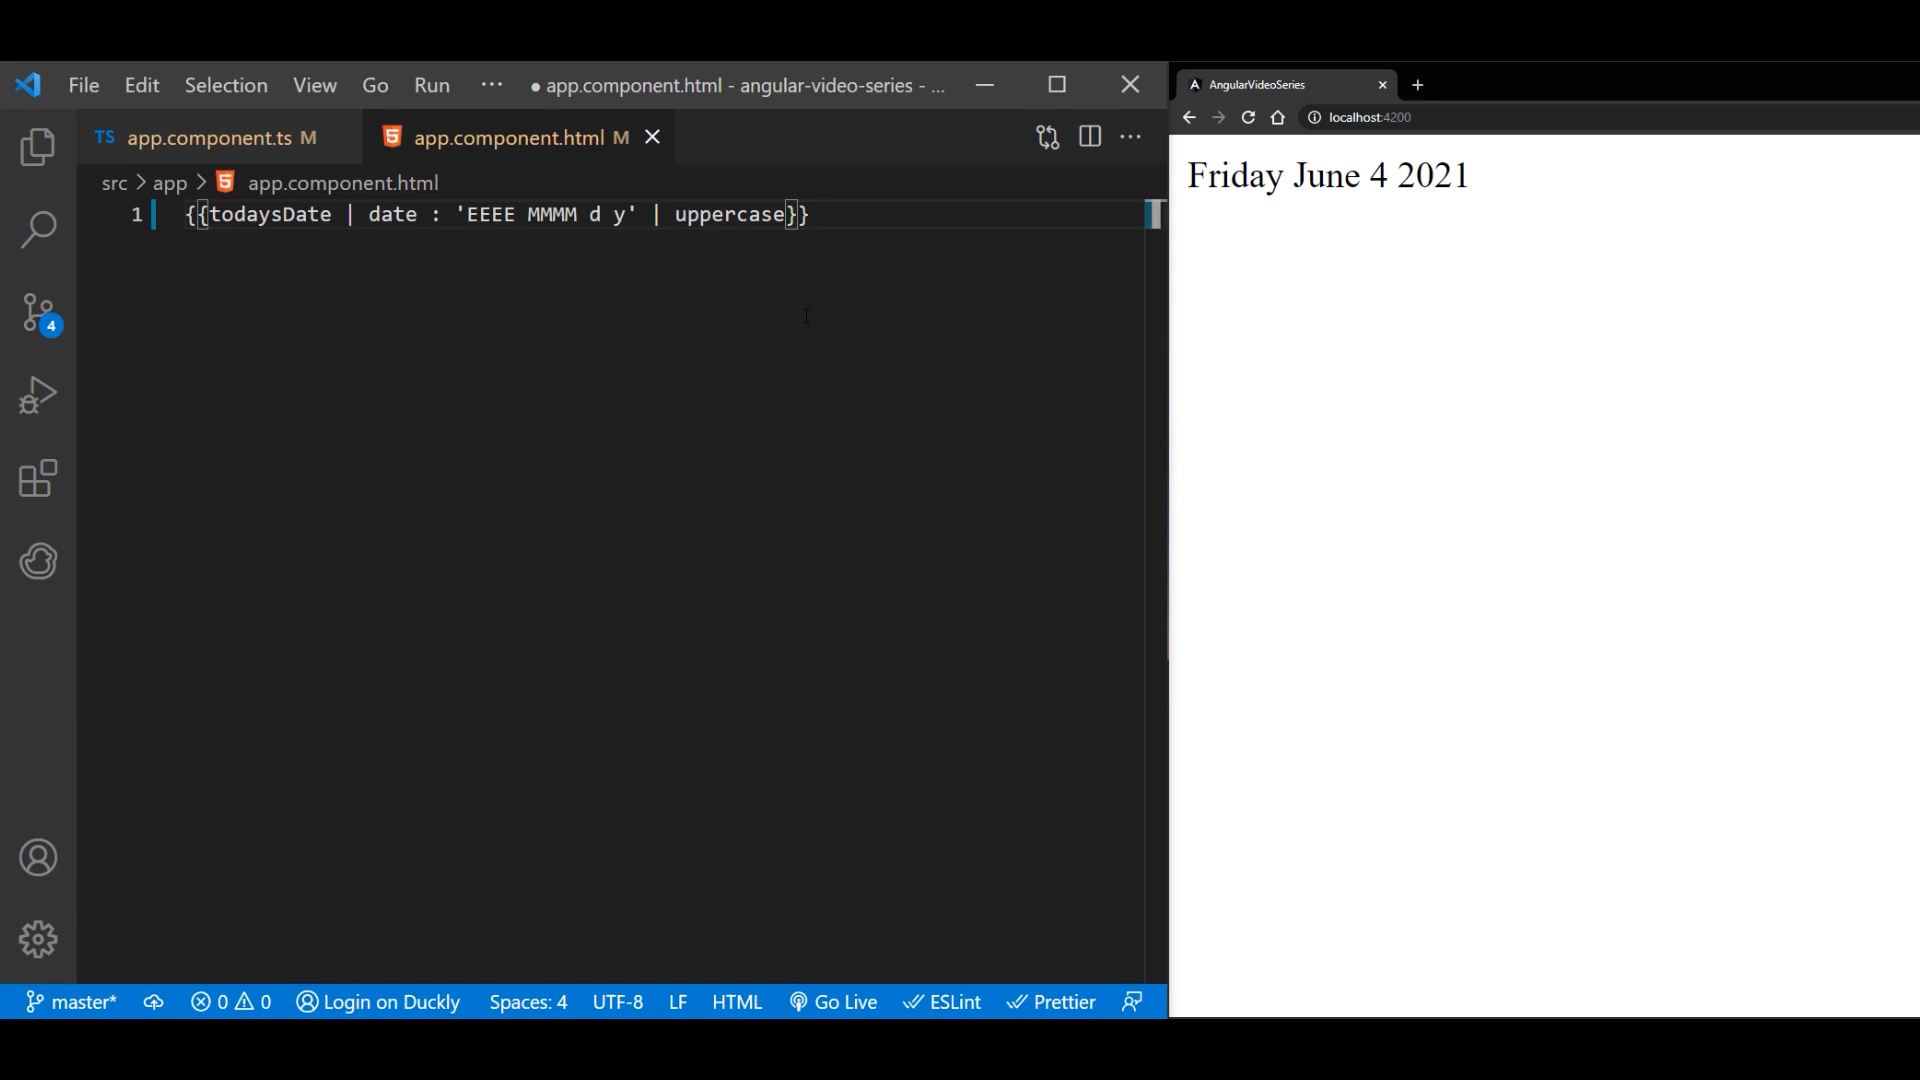 File Edit Selection View Go Run ··· ● app.component.html - angular-video-series - ...
TS app.component.ts M app.component.html M
src > app > app.component.html
1 {{todaysDate | date : 'EEEE MMMM d y' | uppercase}}
4
master* 0 0 Login on Duckly Spaces: 4 UTF-8 LF HTML Go Live ESLint Prettier
AngularVideoSeries
localhost:4200
Friday June 4 2021